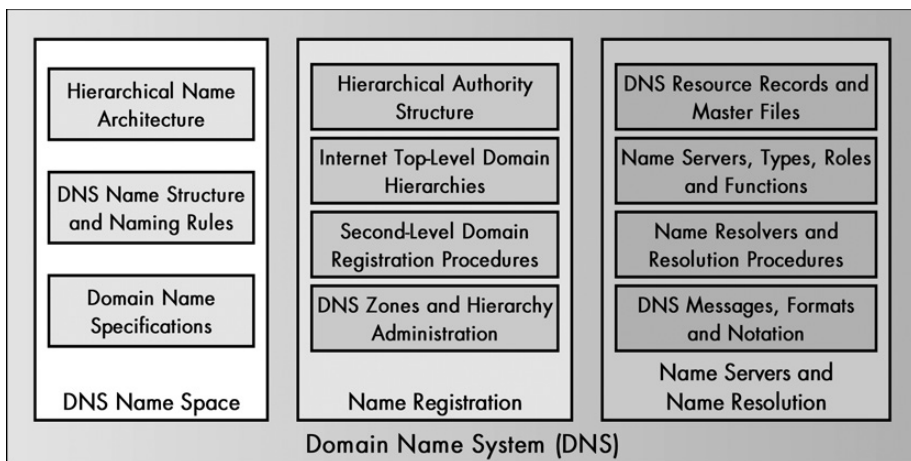 Hierarchical Name
Architecture
DNS Name Structure
and Naming Rules
Domain Name
Specifications
DNS Name Space
Hierarchical Authority
Structure
Internet Top-Level Domain
Hierarchies
Second-Level Domain
Registration Procedures
DNS Zones and Hierarchy
Administration
Name Registration
DNS Resource Records and
Master Files
Name Servers, Types, Roles
and Functions
Name Resolvers and
Resolution Procedures
DNS Messages, Formats
and Notation
Name Servers and
Name Resolution
Domain Name System (DNS)